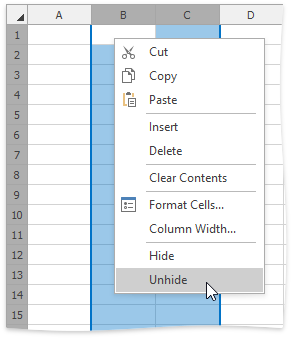 A B C D
1
2
3
4
5
6
7
8
9
10
11
12
13
14
15
Cut
Copy
Paste
Insert
Delete
Clear Contents
Format Cells...
Column Width...
Hide
Unhide